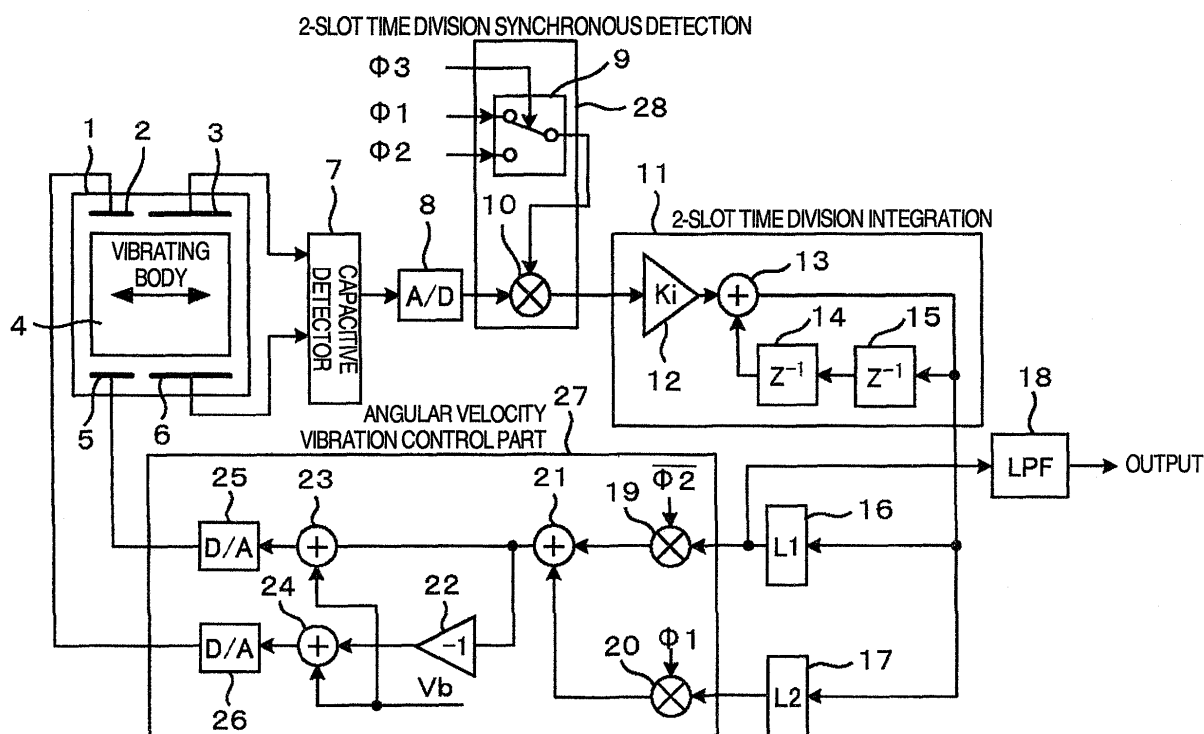 2-SLOT TIME DIVISION SYNCHRONOUS DETECTION
Φ3
9
Φ1
28
Φ2
1
2
3
7
8
10
11
2-SLOT TIME DIVISION INTEGRATION
VIBRATING
BODY
4
CAPACITIVE
DETECTOR
A/D
Ki
13
12
14
15
Z⁻¹
Z⁻¹
5
6
ANGULAR VELOCITY
VIBRATION CONTROL PART
27
18
LPF
OUTPUT
25
23
21
19
Φ2
16
D/A
L1
24
22
-1
20
Φ1
17
D/A
L2
Vb
26